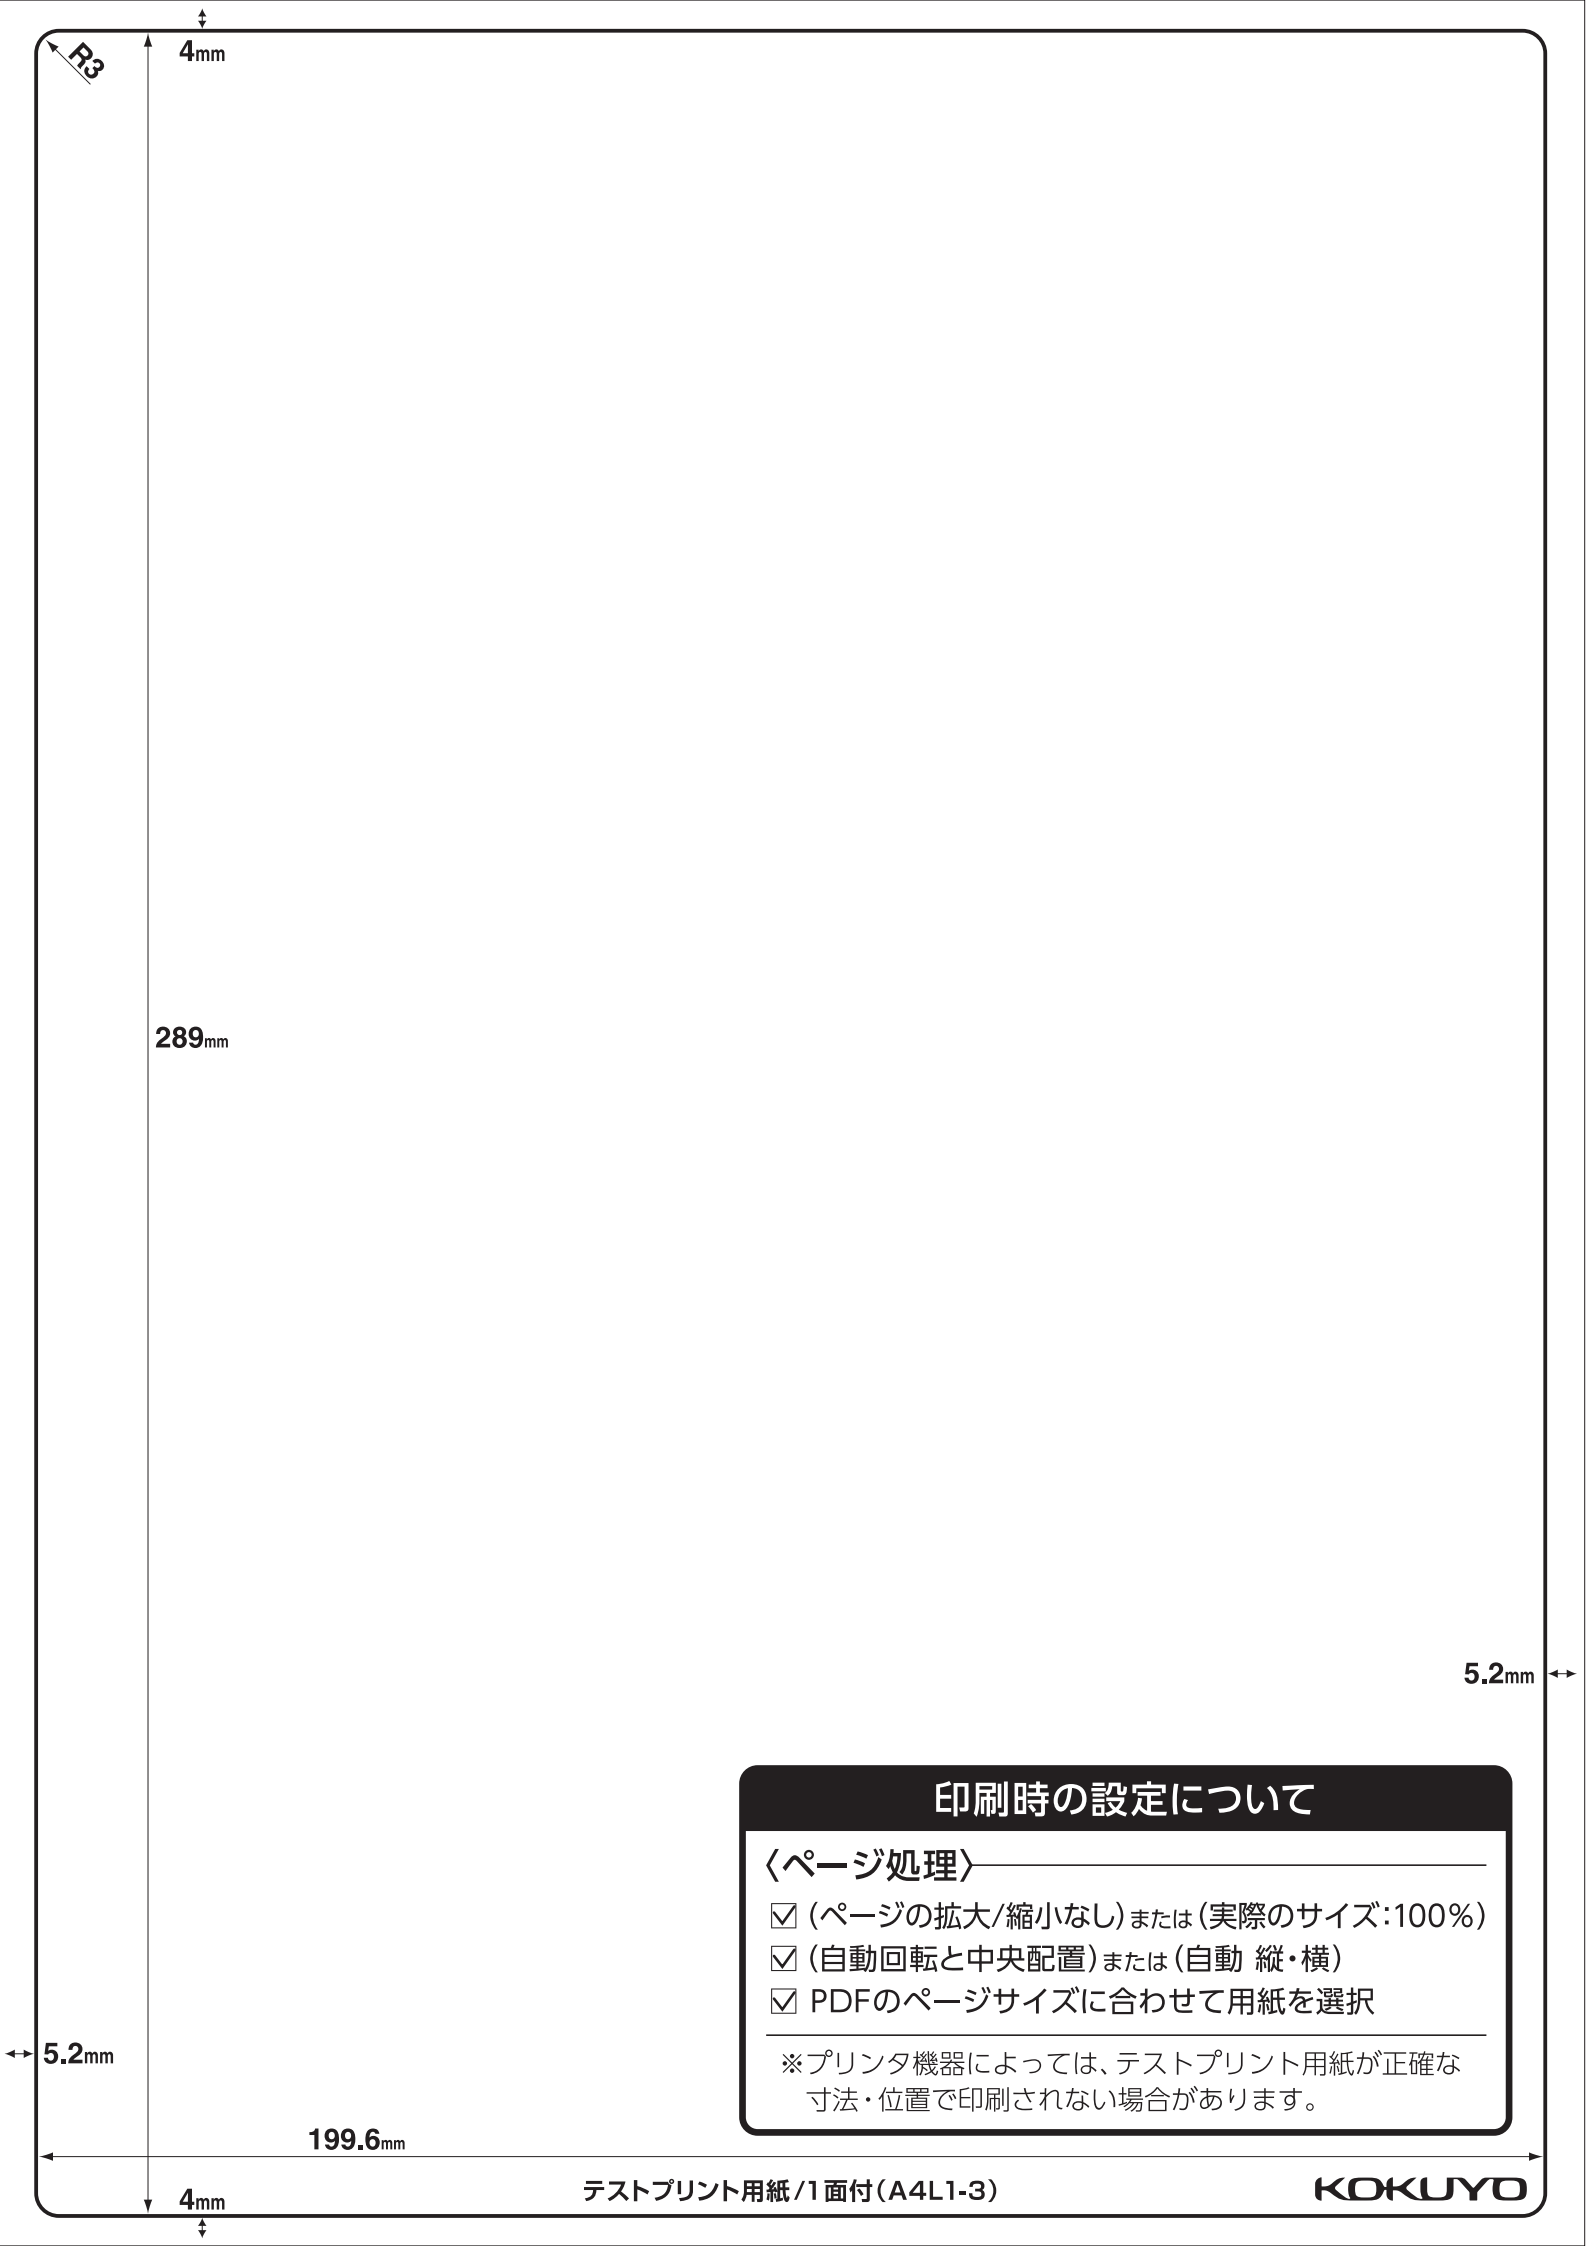 4mm
R3
289mm
5.2mm
印刷時の設定について
〈ページ処理〉
☑ (ページの拡大/縮小なし)または(実際のサイズ:100%)
☑ (自動回転と中央配置)または(自動 縦・横)
☑ PDFのページサイズに合わせて用紙を選択
※プリンタ機器によっては、テストプリント用紙が正確な
寸法・位置で印刷されない場合があります。
5.2mm
199.6mm
テストプリント用紙/1面付(A4L1-3)
KOKUYO
4mm